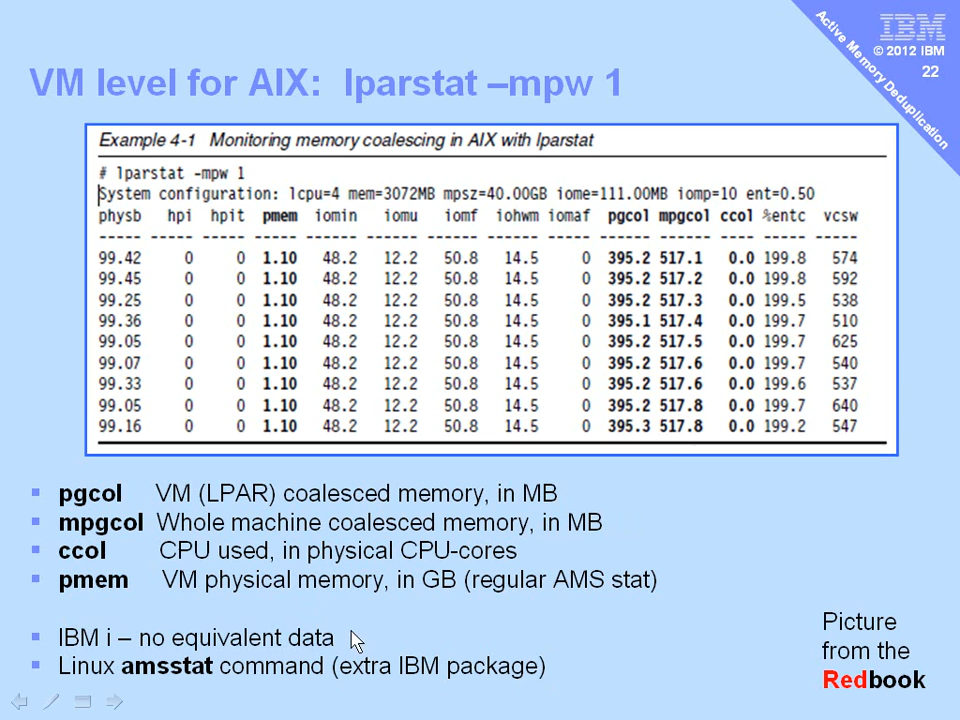 IBM
© 2012 IBM
22
Active Memory Deduplication
VM level for AIX: lparstat –mpw 1
Example 4-1 Monitoring memory coalescing in AIX with lparstat
# lparstat -mpw 1
System configuration: lcpu=4 mem=3072MB mpsz=40.00GB iome=111.00MB iomp=10 ent=0.50
physb hpi hpit pmem iomin iomu iomf iohwm iomaf pgcol mpgcol ccol %entc vcsw
----- ----- ----- ----- ------ ------ ------ ------ ----- ------ ------ ---- ----- -----
99.42 0 0 1.10 48.2 12.2 50.8 14.5 0 395.2 517.1 0.0 199.8 574
99.45 0 0 1.10 48.2 12.2 50.8 14.5 0 395.2 517.2 0.0 199.8 592
99.25 0 0 1.10 48.2 12.2 50.8 14.5 0 395.2 517.3 0.0 199.5 538
99.36 0 0 1.10 48.2 12.2 50.8 14.5 0 395.1 517.4 0.0 199.7 510
99.05 0 0 1.10 48.2 12.2 50.8 14.5 0 395.2 517.5 0.0 199.7 625
99.07 0 0 1.10 48.2 12.2 50.8 14.5 0 395.2 517.6 0.0 199.7 540
99.33 0 0 1.10 48.2 12.2 50.8 14.5 0 395.2 517.6 0.0 199.6 537
99.05 0 0 1.10 48.2 12.2 50.8 14.5 0 395.2 517.8 0.0 199.7 640
99.16 0 0 1.10 48.2 12.2 50.8 14.5 0 395.3 517.8 0.0 199.2 547
pgcol VM (LPAR) coalesced memory, in MB
mpgcol Whole machine coalesced memory, in MB
ccol CPU used, in physical CPU-cores
pmem VM physical memory, in GB (regular AMS stat)
IBM i – no equivalent data
Linux amsstat command (extra IBM package)
Picture
from the
Redbook